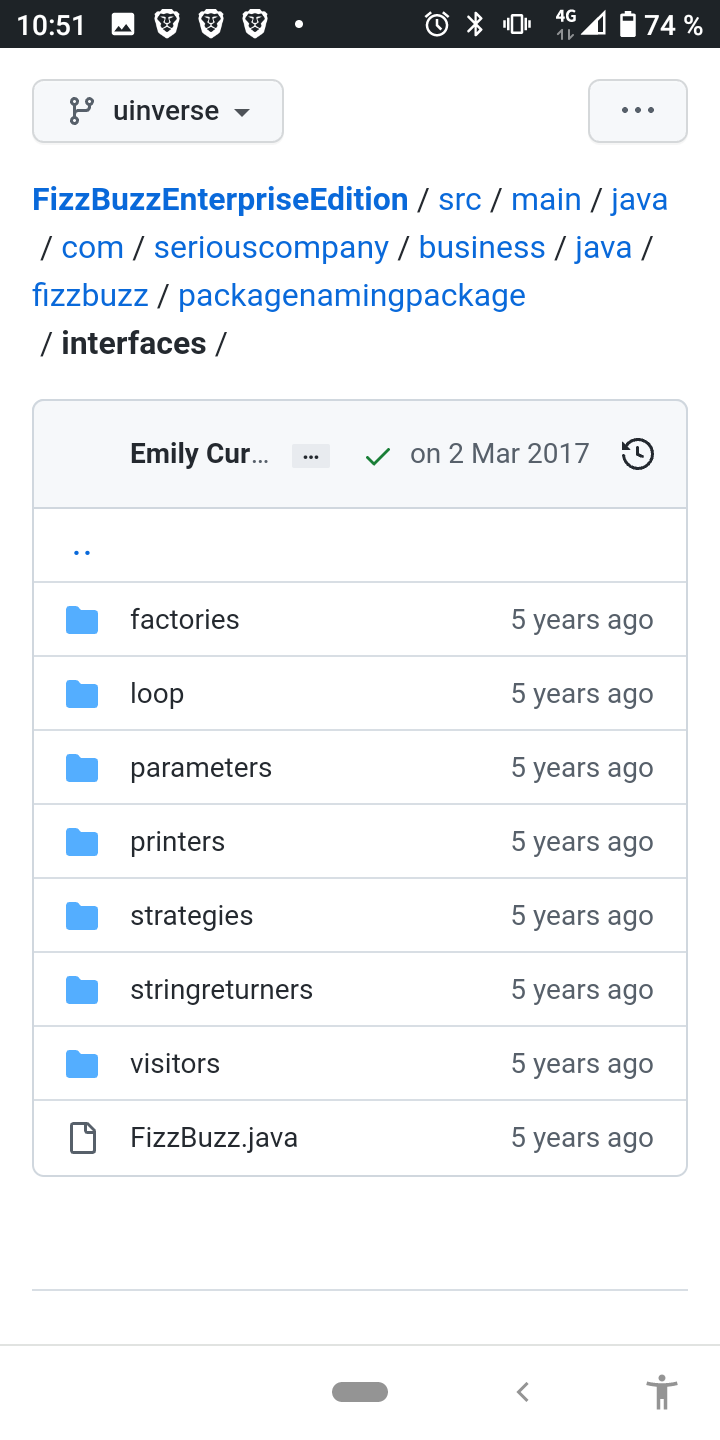 10:51 4G 74 %
uinverse
FizzBuzzEnterpriseEdition / src / main / java
/ com / seriouscompany / business / java /
fizzbuzz / packagenamingpackage
/ interfaces /
Emily Cur... ... on 2 Mar 2017
..
factories 5 years ago
loop 5 years ago
parameters 5 years ago
printers 5 years ago
strategies 5 years ago
stringreturners 5 years ago
visitors 5 years ago
FizzBuzz.java 5 years ago